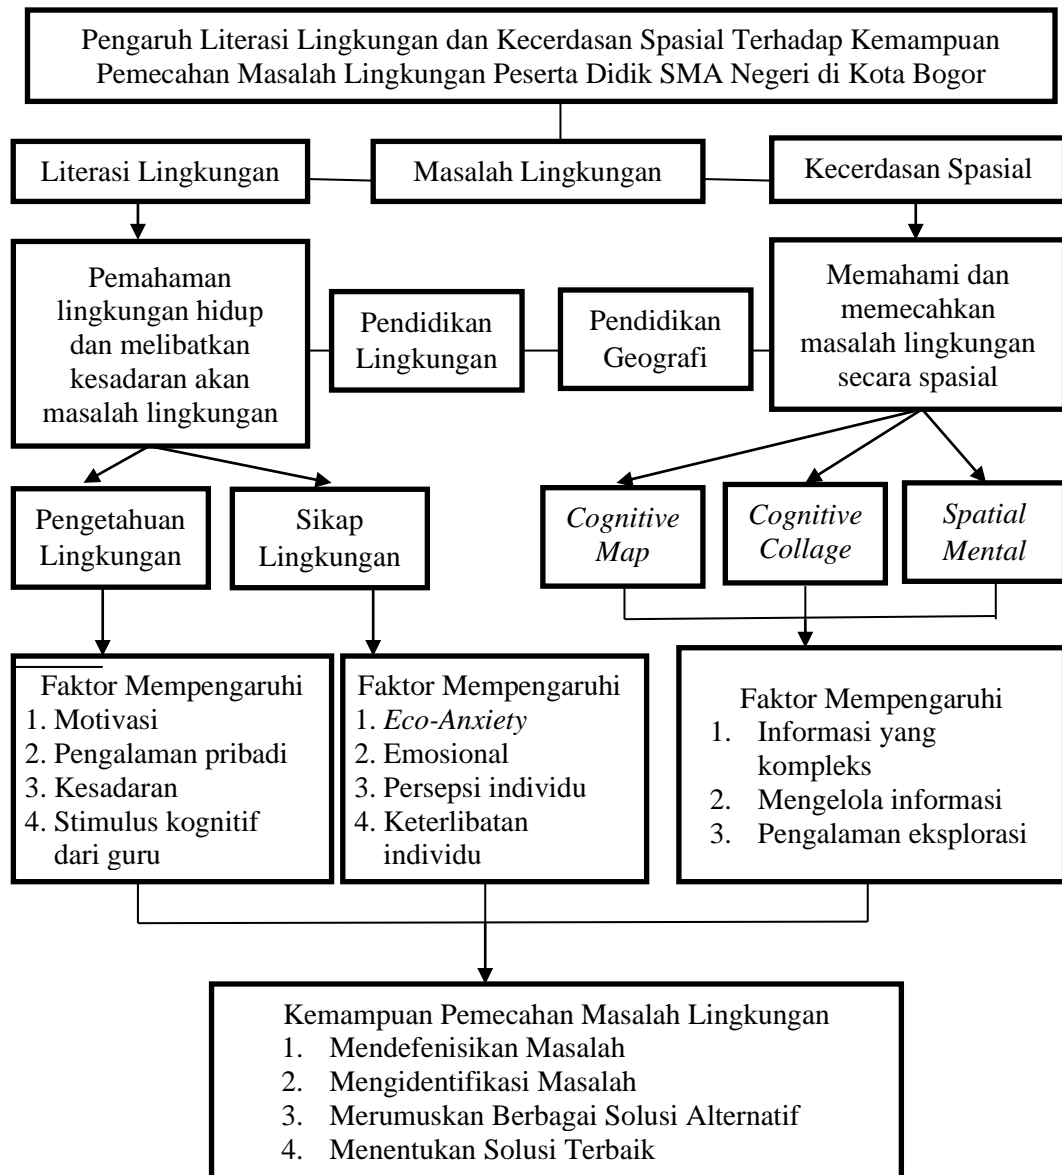 Pengaruh Literasi Lingkungan dan Kecerdasan Spasial Terhadap Kemampuan
Pemecahan Masalah Lingkungan Peserta Didik SMA Negeri di Kota Bogor
Literasi Lingkungan
Masalah Lingkungan
Kecerdasan Spasial
Pemahaman
lingkungan hidup
dan melibatkan
kesadaran akan
masalah lingkungan
Pendidikan
Lingkungan
Pendidikan
Geografi
Memahami dan
memecahkan
masalah lingkungan
secara spasial
Pengetahuan
Lingkungan
Sikap
Lingkungan
Cognitive
Map
Cognitive
Collage
Spatial
Mental
Faktor Mempengaruhi
1. Motivasi
2. Pengalaman pribadi
3. Kesadaran
4. Stimulus kognitif
dari guru
Faktor Mempengaruhi
1. Eco-Anxiety
2. Emosional
3. Persepsi individu
4. Keterlibatan
individu
Faktor Mempengaruhi
1. Informasi yang
kompleks
2. Mengelola informasi
3. Pengalaman eksplorasi
Kemampuan Pemecahan Masalah Lingkungan
1. Mendefenisikan Masalah
2. Mengidentifikasi Masalah
3. Merumuskan Berbagai Solusi Alternatif
4. Menentukan Solusi Terbaik